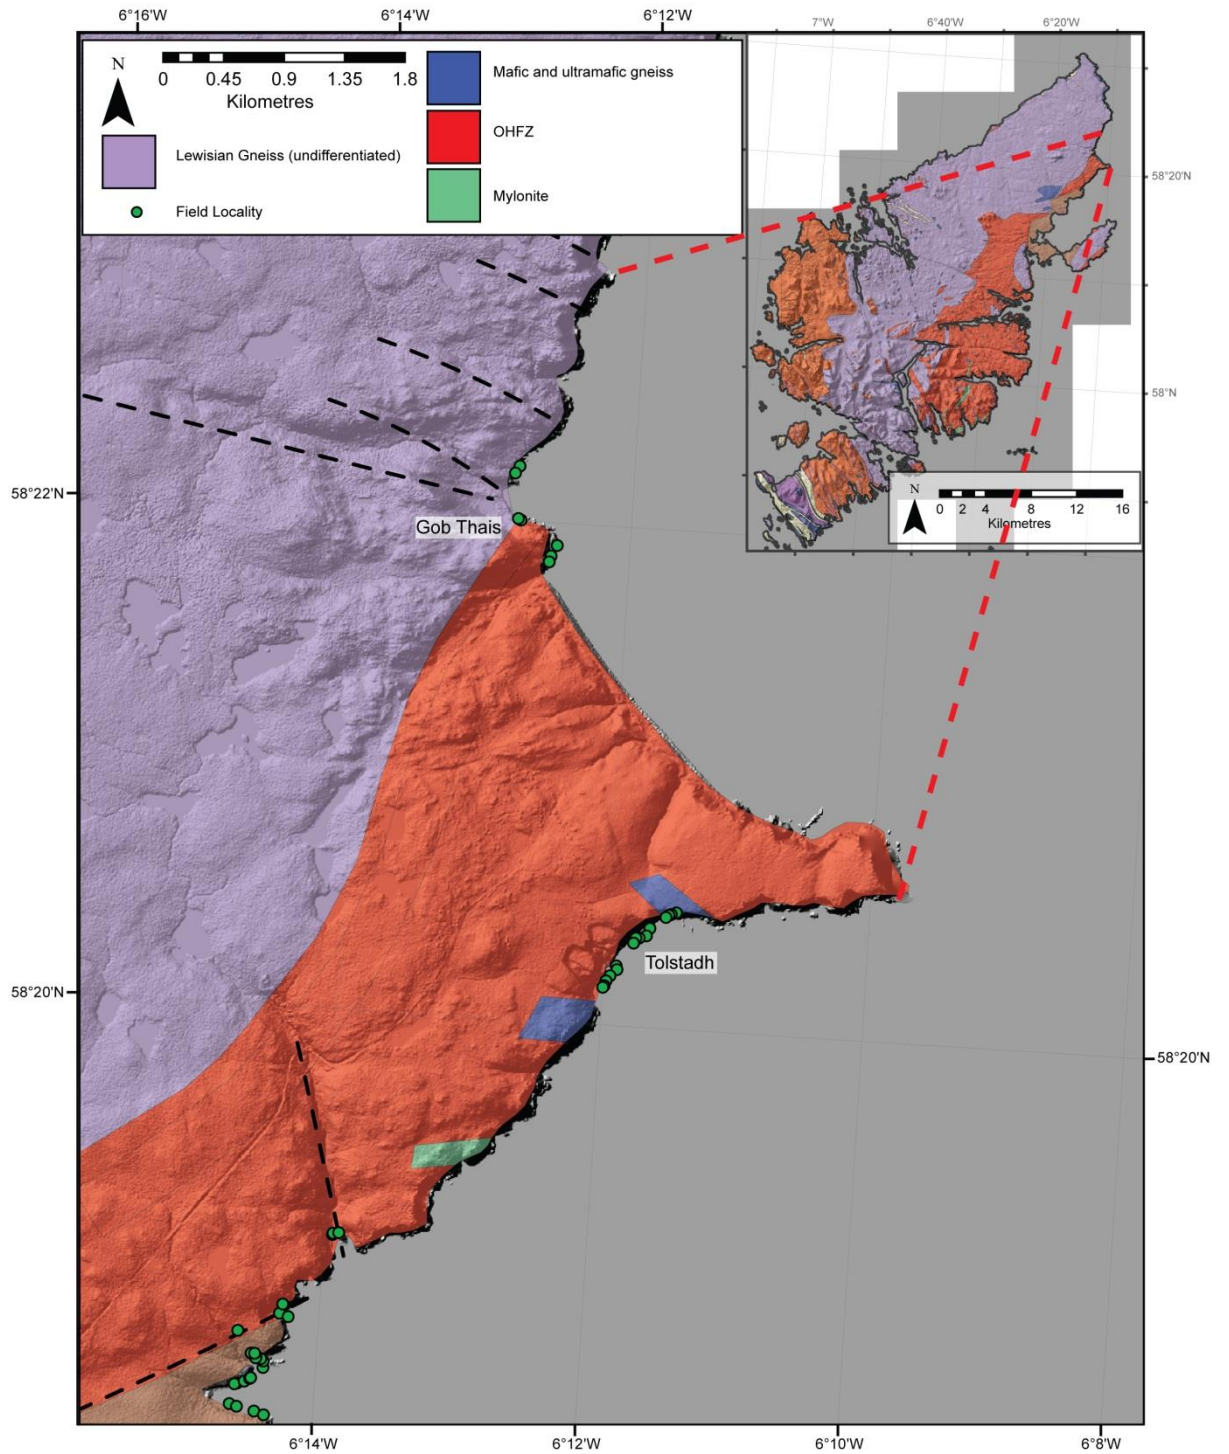 6°16'W 6°14'W 6°12'W
7°W 6°40'W 6°20'W
N
0 0.45 0.9 1.35 1.8
Kilometres
Lewisian Gneiss (undifferentiated)
Field Locality
Mafic and ultramafic gneiss
OHFZ
Mylonite
58°20'N
58°N
N
0 2 4 8 12 16
Kilometres
58°22'N
Gob Thais
Tolstadh
58°20'N
58°20'N
6°14'W 6°12'W 6°10'W 6°8'W